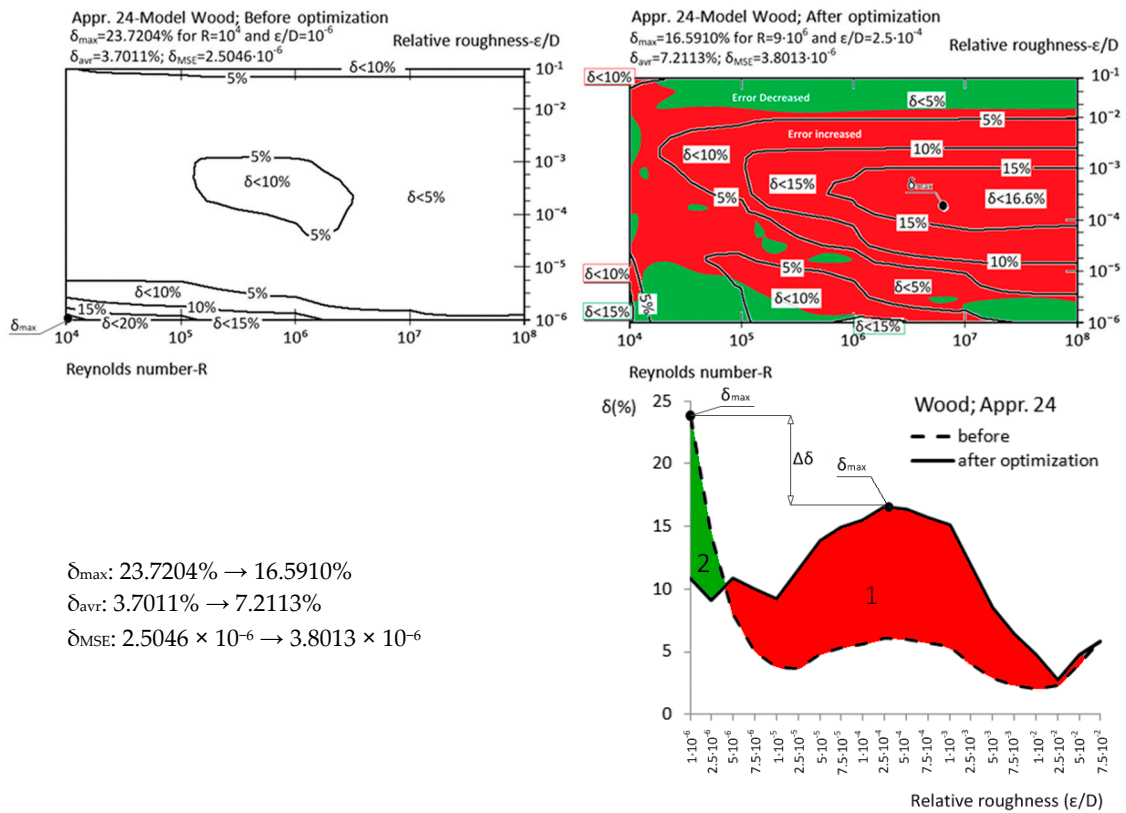 Appr. 24-Model Wood; Before optimization
δmax=23.7204% for R=10⁴ and ε/D=10⁻⁶
δavr=3.7011%; δMSE=2.5046·10⁻⁶
Relative roughness-ε/D
δ<10%
5%
10⁻¹
10⁻²
5%
10⁻³
δ<10%
δ<5%
10⁻⁴
5%
10⁻⁵
δ<10%
5%
15%
10%
δ<20%
δ<15%
10⁻⁶
δmax
10⁴
10⁵
10⁶
10⁷
10⁸
Reynolds number-R
Appr. 24-Model Wood; After optimization
δmax=16.5910% for R=9·10⁶ and ε/D=2.5·10⁻⁴
δavr=7.2113%; δMSE=3.8013·10⁻⁶
Relative roughness-ε/D
δ<10%
10⁻¹
Error Decreased
δ<5%
5%
10⁻²
Error increased
δ<10%
10%
15%
10⁻³
δ<15%
δmax
5%
δ<16.6%
15%
10⁻⁴
10%
δ<10%
5%
10⁻⁵
δ<5%
5%
δ<10%
δ<15%
δ<15%
10⁻⁶
10⁴
10⁵
10⁶
10⁷
10⁸
Reynolds number-R
δ(%)
25
20
15
10
5
0
δmax
Wood; Appr. 24
before
after optimization
Δδ
δmax
2
1
1·10⁻⁶
2.5·10⁻⁶
5·10⁻⁶
7.5·10⁻⁶
1·10⁻⁵
2.5·10⁻⁵
5·10⁻⁵
7.5·10⁻⁵
1·10⁻⁴
2.5·10⁻⁴
5·10⁻⁴
7.5·10⁻⁴
1·10⁻³
2.5·10⁻³
5·10⁻³
7.5·10⁻³
1·10⁻²
2.5·10⁻²
5·10⁻²
7.5·10⁻²
Relative roughness (ε/D)
δmax: 23.7204% → 16.5910%
δavr: 3.7011% → 7.2113%
δMSE: 2.5046 × 10⁻⁶ → 3.8013 × 10⁻⁶